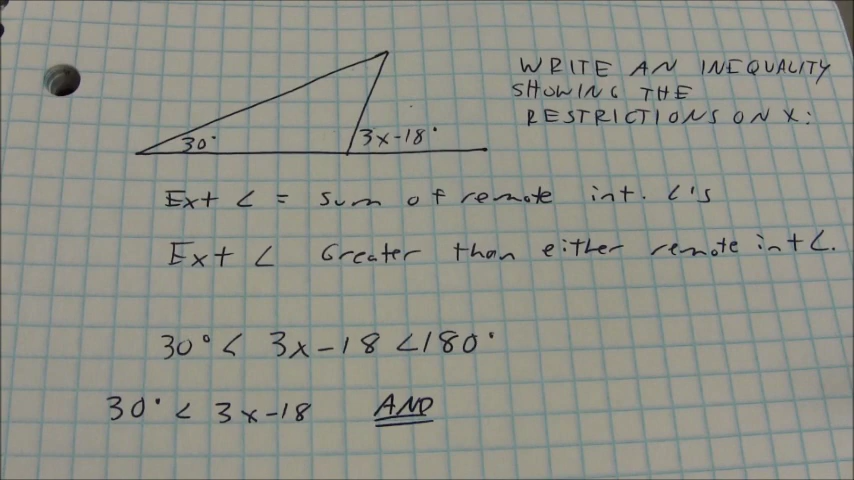 WRITE AN INEQUALITY
SHOWING THE
RESTRICTIONS ON X:
30°
3x-18°
Ext ∠ = sum of remote int. ∠'s
Ext ∠ Greater than either remote int ∠.
30° < 3x-18 < 180°
30° < 3x-18 AND